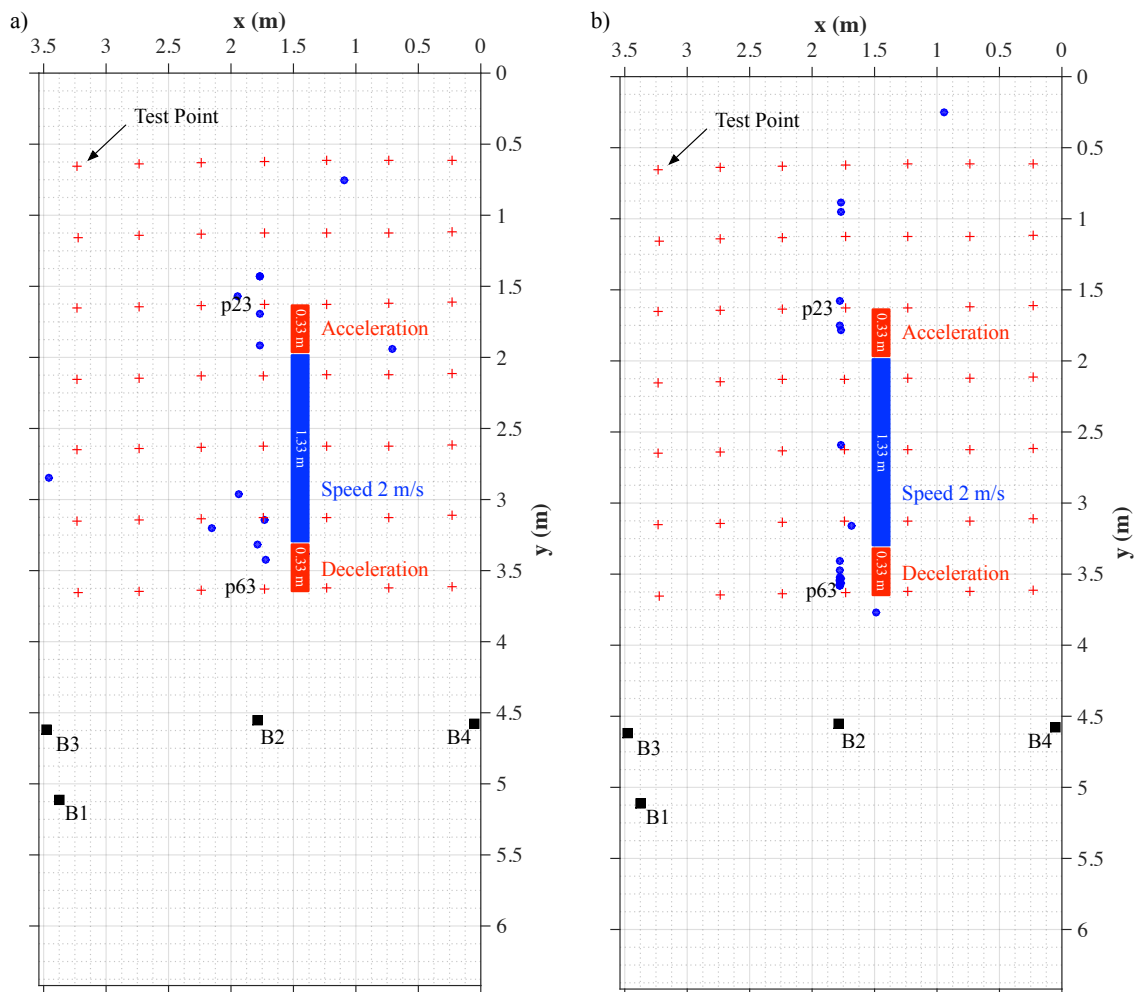 a)
x (m)
3.5 3 2.5 2 1.5 1 0.5 0
0
Test Point
0.5
1
p23
1.5
0.33 m
Acceleration
2
1.33 m
2.5
Speed 2 m/s
3
y (m)
0.33 m
Deceleration
p63
3.5
4
4.5
B3
B2
B4
5
B1
5.5
6
b)
x (m)
3.5 3 2.5 2 1.5 1 0.5 0
0
Test Point
0.5
1
p23
1.5
0.33 m
Acceleration
2
1.33 m
2.5
Speed 2 m/s
3
y (m)
0.33 m
Deceleration
p63
3.5
4
4.5
B3
B2
B4
5
B1
5.5
6